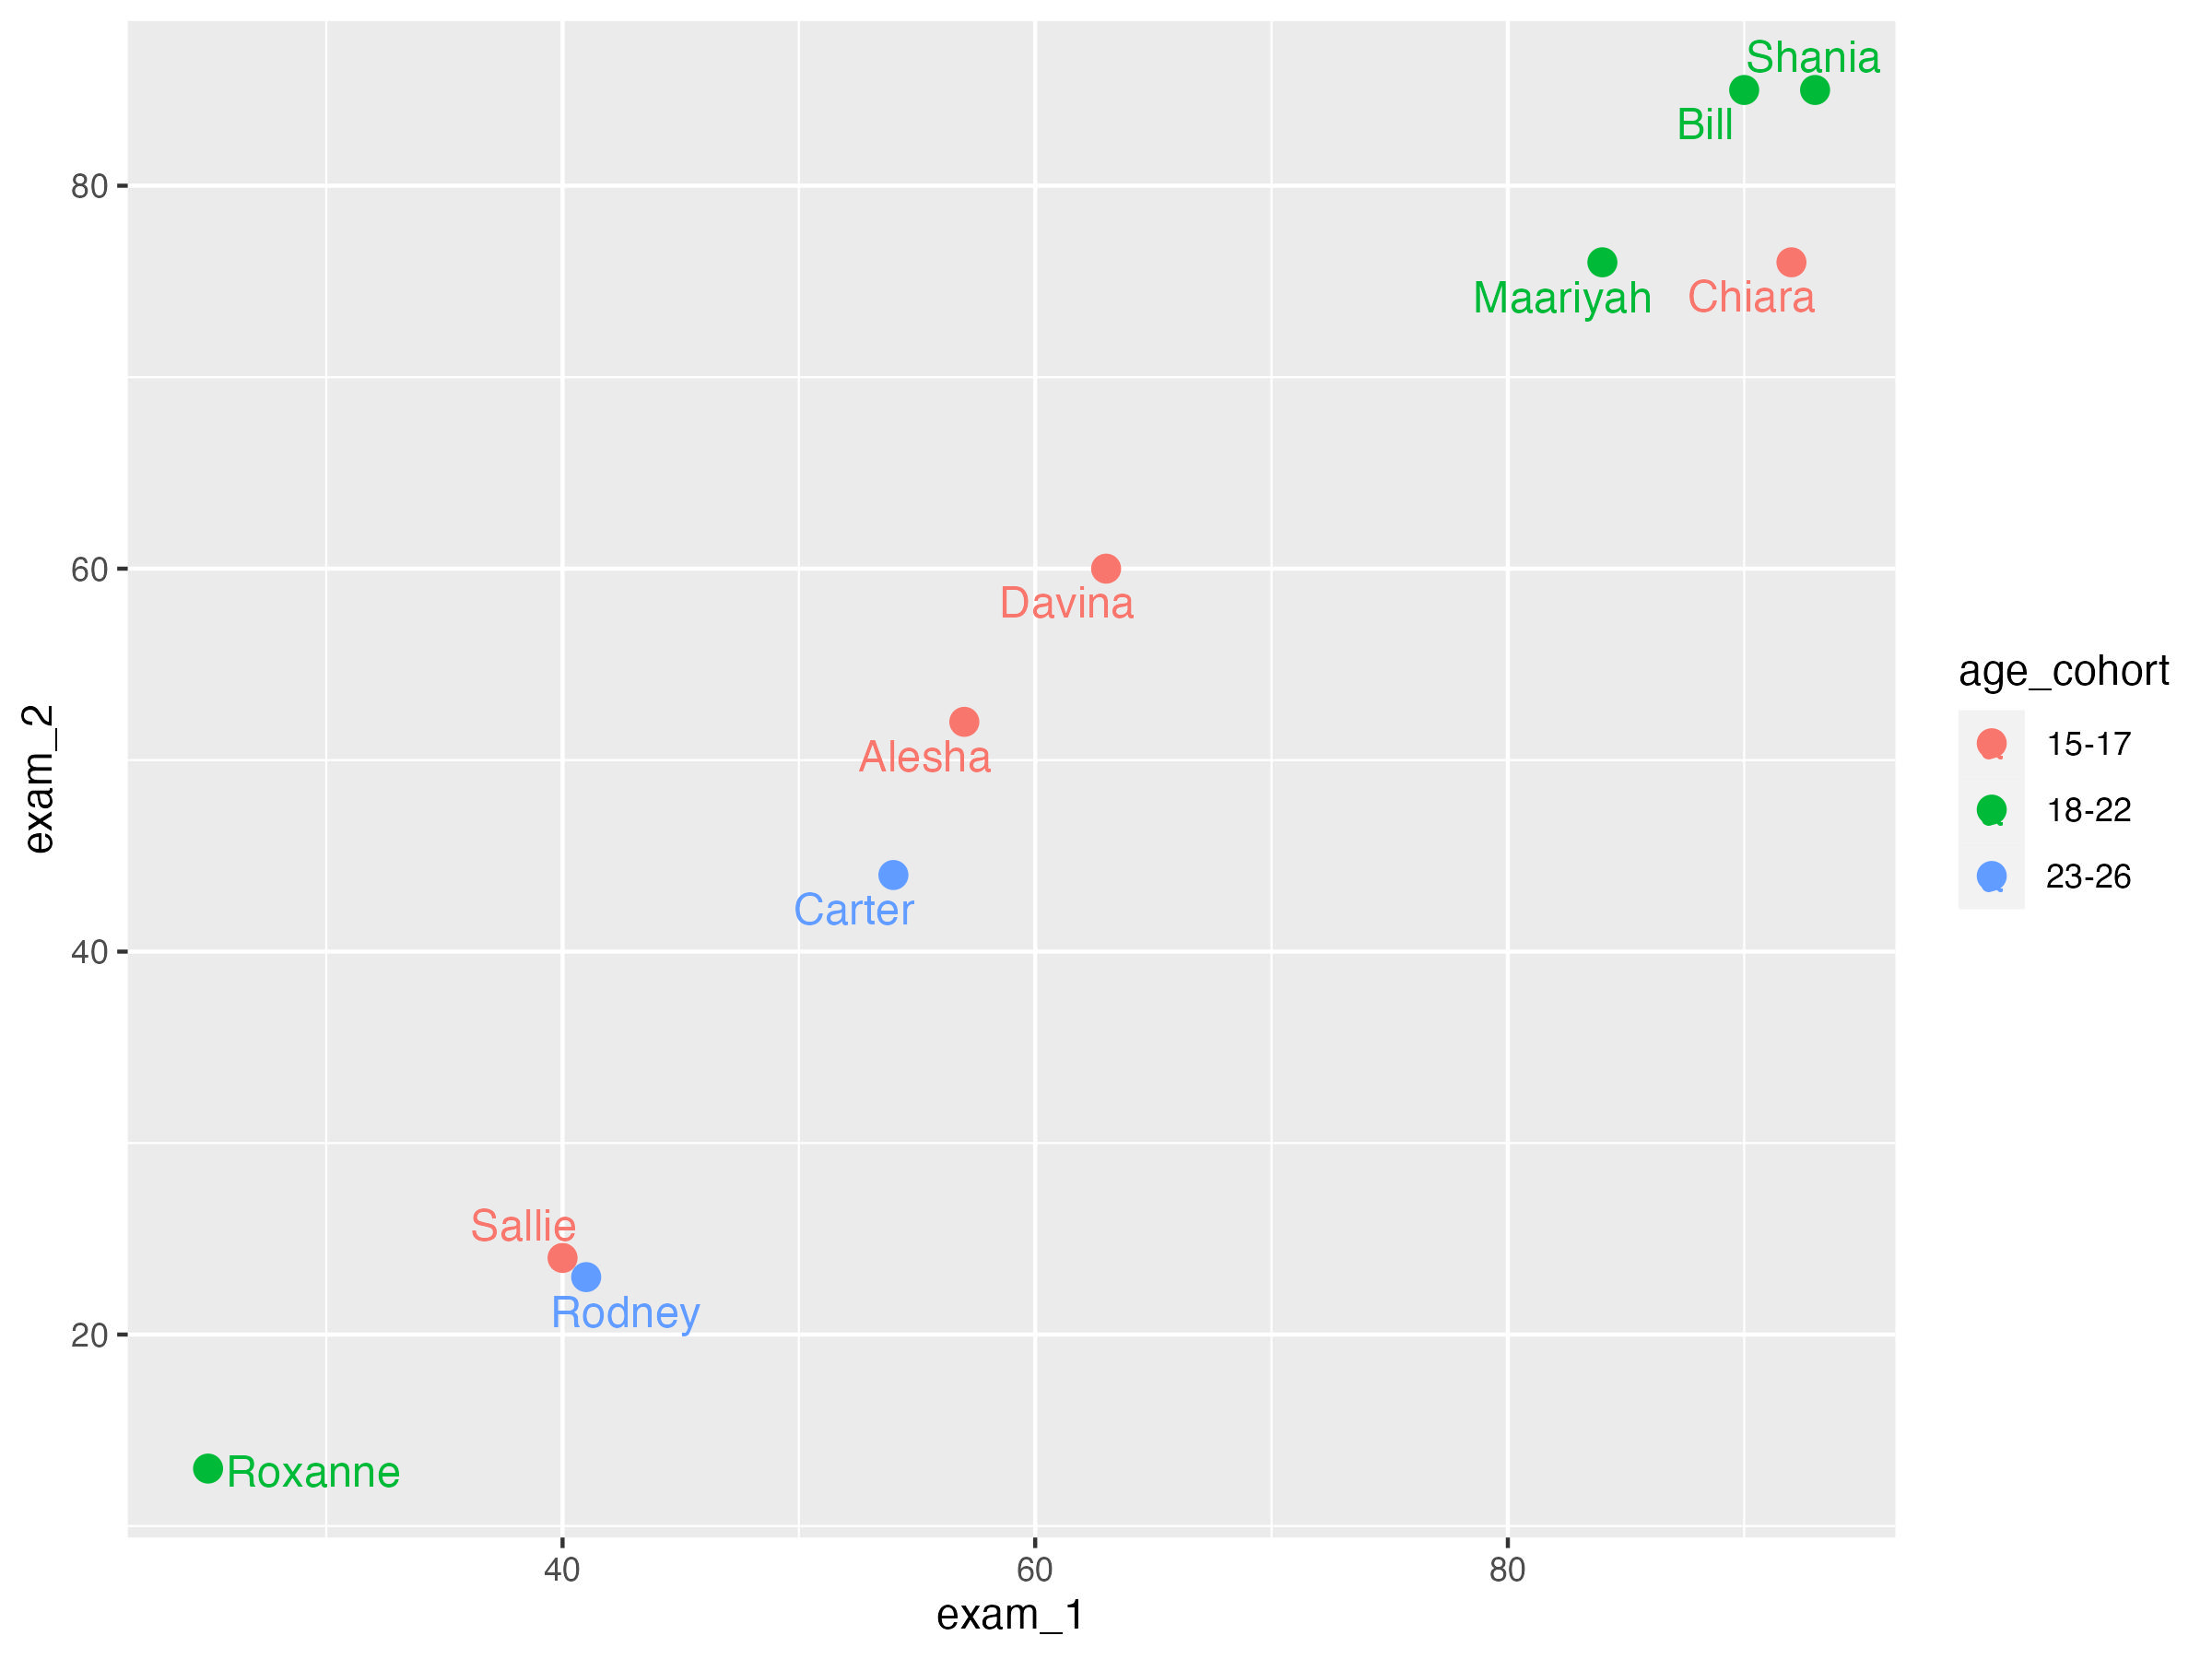 Shania
Bill
80
Maariyah
Chiara
60
Davina
age_cohort
Alesha
15-17
18-22
exam_2
23-26
Carter
40
Sallie
Rodney
20
Roxanne
40
60
80
exam_1